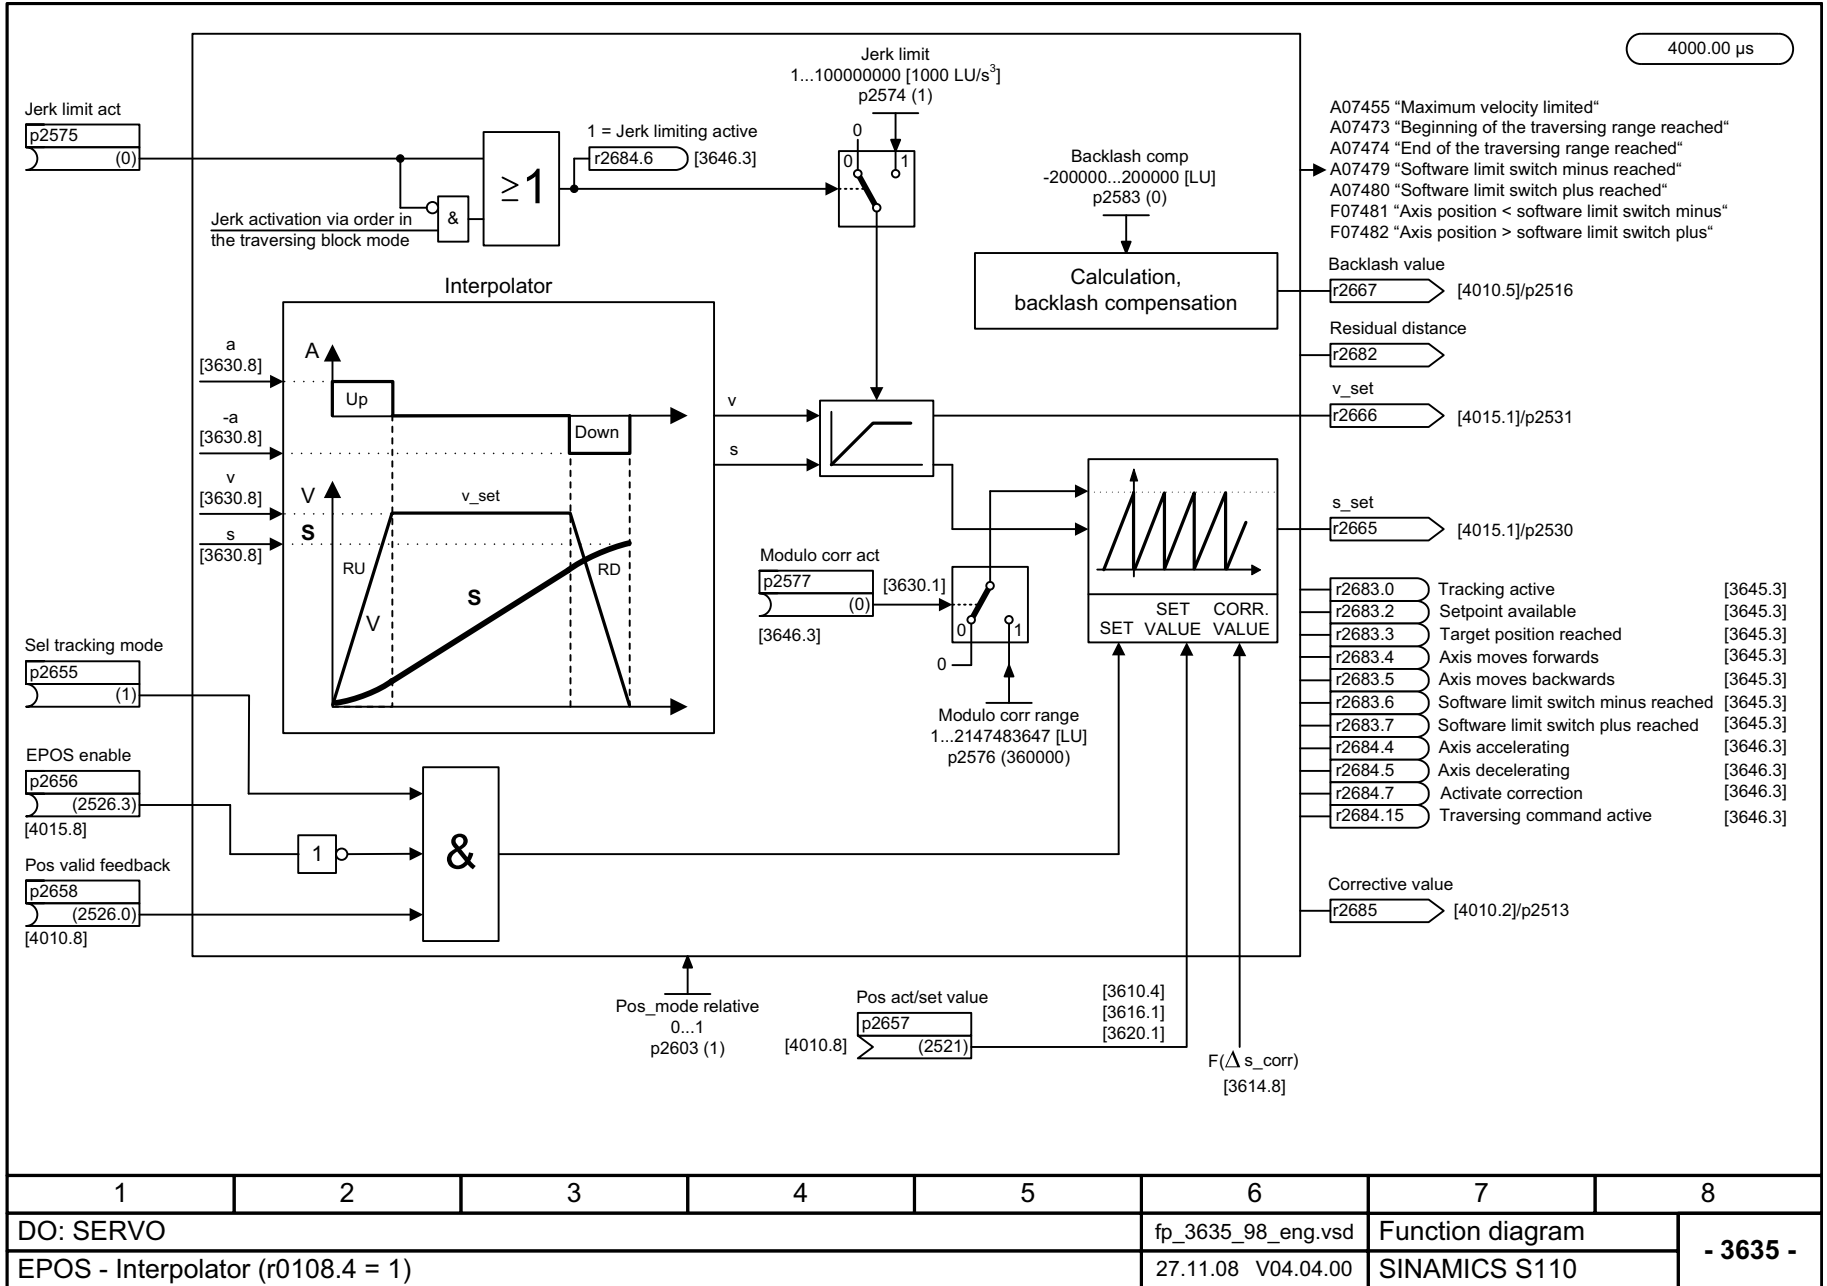 4000.00 µs
Jerk limit
1...100000000 [1000 LU/s³]
p2574 (1)
Jerk limit act
p2575
(0)
≥1
1 = Jerk limiting active
r2684.6
[3646.3]
0
0
1
&
Jerk activation via order in
the traversing block mode
Backlash comp
-200000...200000 [LU]
p2583 (0)
Calculation,
backlash compensation
A07455 “Maximum velocity limited“
A07473 “Beginning of the traversing range reached“
A07474 “End of the traversing range reached“
A07479 “Software limit switch minus reached“
A07480 “Software limit switch plus reached“
F07481 “Axis position < software limit switch minus“
F07482 “Axis position > software limit switch plus“
Backlash value
r2667
[4010.5]/p2516
Residual distance
r2682
v_set
r2666
[4015.1]/p2531
s_set
r2665
[4015.1]/p2530
Interpolator
a
[3630.8]
-a
[3630.8]
v
[3630.8]
s
[3630.8]
A
Up
Down
V
S
v_set
RU
V
S
RD
v
s
Modulo corr act
p2577
(0)
[3630.1]
[3646.3]
0
1
0
Modulo corr range
1...2147483647 [LU]
p2576 (360000)
SET
SET
VALUE
CORR.
VALUE
r2683.0 Tracking active [3645.3]
r2683.2 Setpoint available [3645.3]
r2683.3 Target position reached [3645.3]
r2683.4 Axis moves forwards [3645.3]
r2683.5 Axis moves backwards [3645.3]
r2683.6 Software limit switch minus reached [3645.3]
r2683.7 Software limit switch plus reached [3645.3]
r2684.4 Axis accelerating [3646.3]
r2684.5 Axis decelerating [3646.3]
r2684.7 Activate correction [3646.3]
r2684.15 Traversing command active [3646.3]
Corrective value
r2685
[4010.2]/p2513
Sel tracking mode
p2655
(1)
EPOS enable
p2656
(2526.3)
[4015.8]
1
&
Pos valid feedback
p2658
(2526.0)
[4010.8]
Pos_mode relative
0...1
p2603 (1)
Pos act/set value
p2657
(2521)
[4010.8]
[3610.4]
[3616.1]
[3620.1]
F(Δ s_corr)
[3614.8]
1 2 3 4 5 6 7 8
DO: SERVO
fp_3635_98_eng.vsd
Function diagram
- 3635 -
EPOS - Interpolator (r0108.4 = 1)
27.11.08 V04.04.00
SINAMICS S110